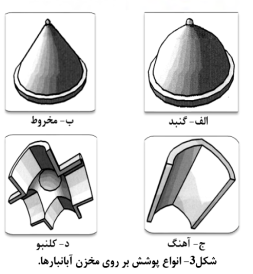 الف- گنبد
ب- مخروط
ج- آهنگ
د- کلنبو
شکل3- انواع پوشش بر روی مخزن آب‌انبارها.